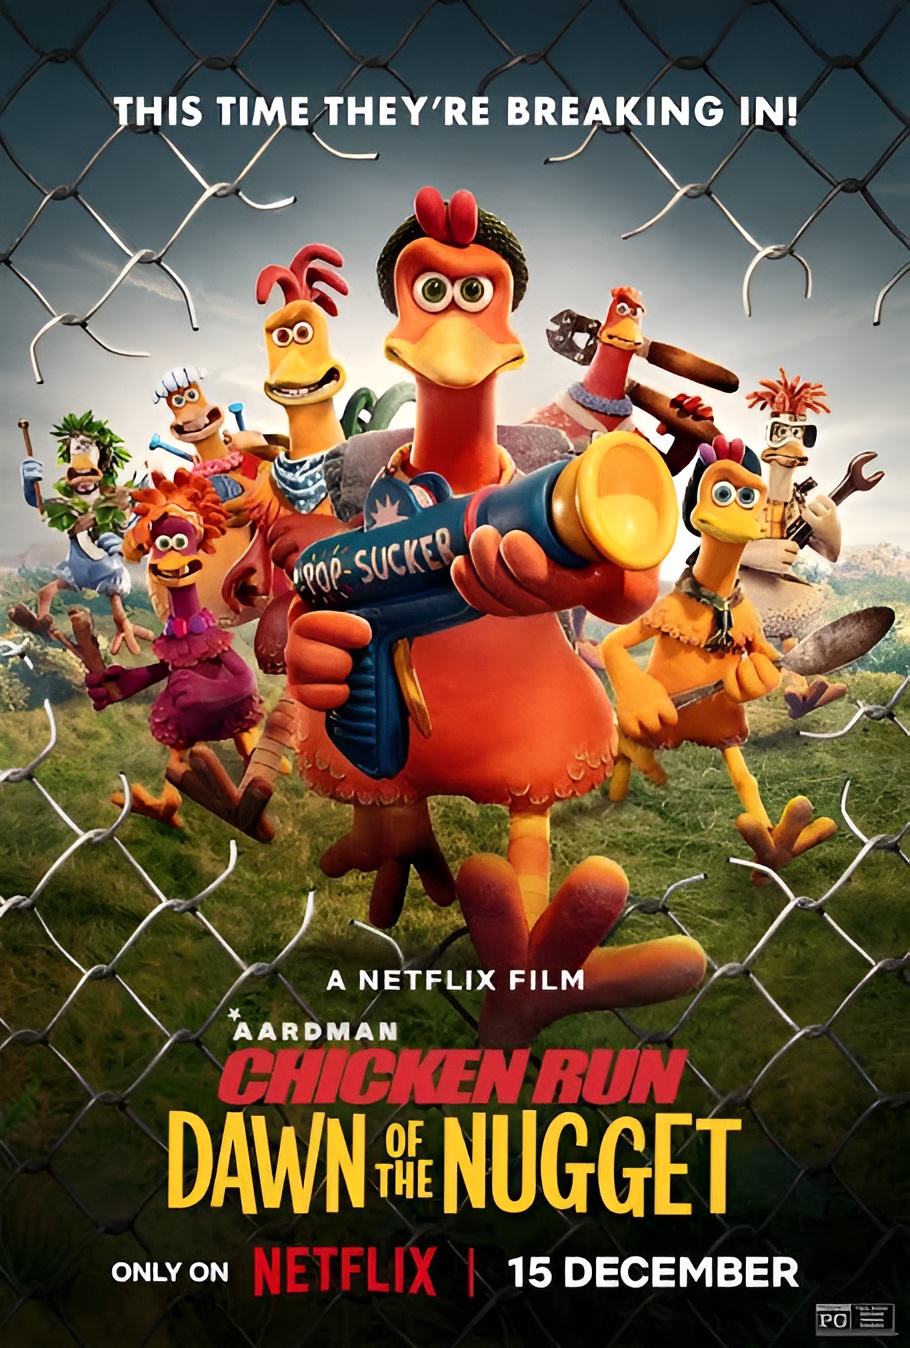 THIS TIME THEY'RE BREAKING IN!
POP-SUCKER
A NETFLIX FILM
AARDMAN
CHICKEN RUN
DAWN OF THE NUGGET
ONLY ON NETFLIX | 15 DECEMBER
PG